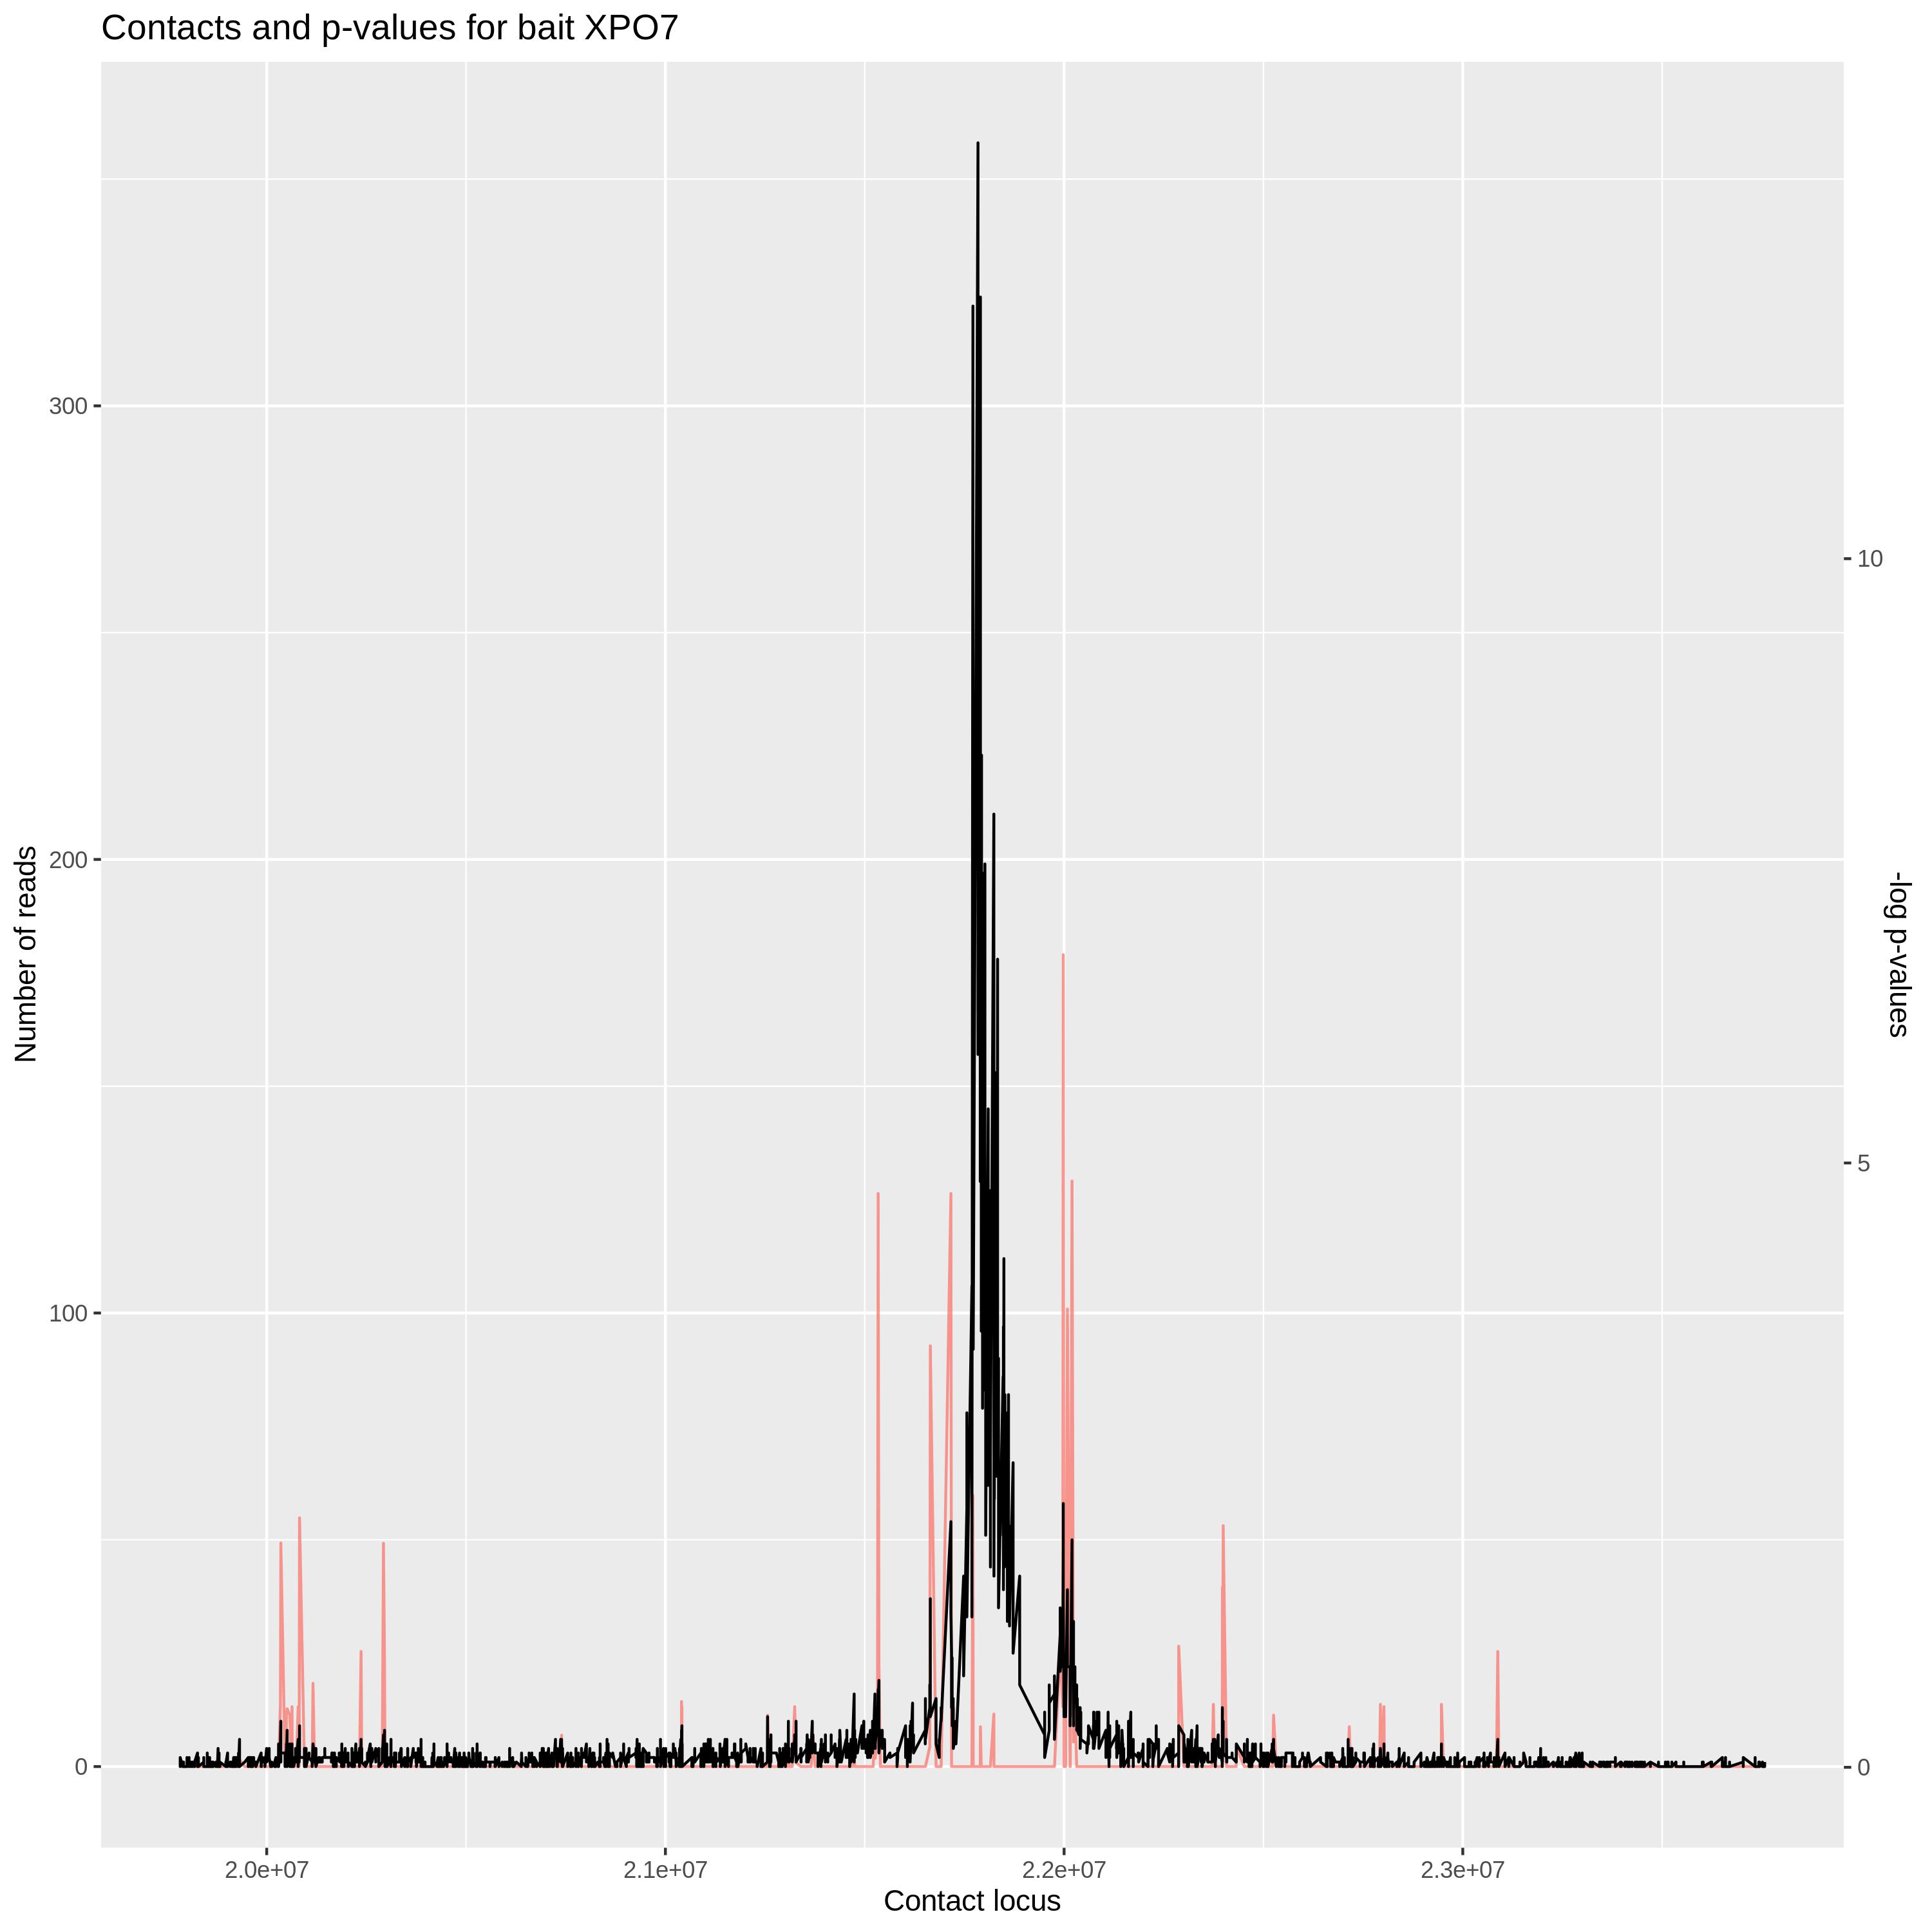 Contacts and p-values for bait XPO7
300
200
100
0
Number of reads
10
5
0
-log p-values
2.0e+07
2.1e+07
2.2e+07
2.3e+07
Contact locus